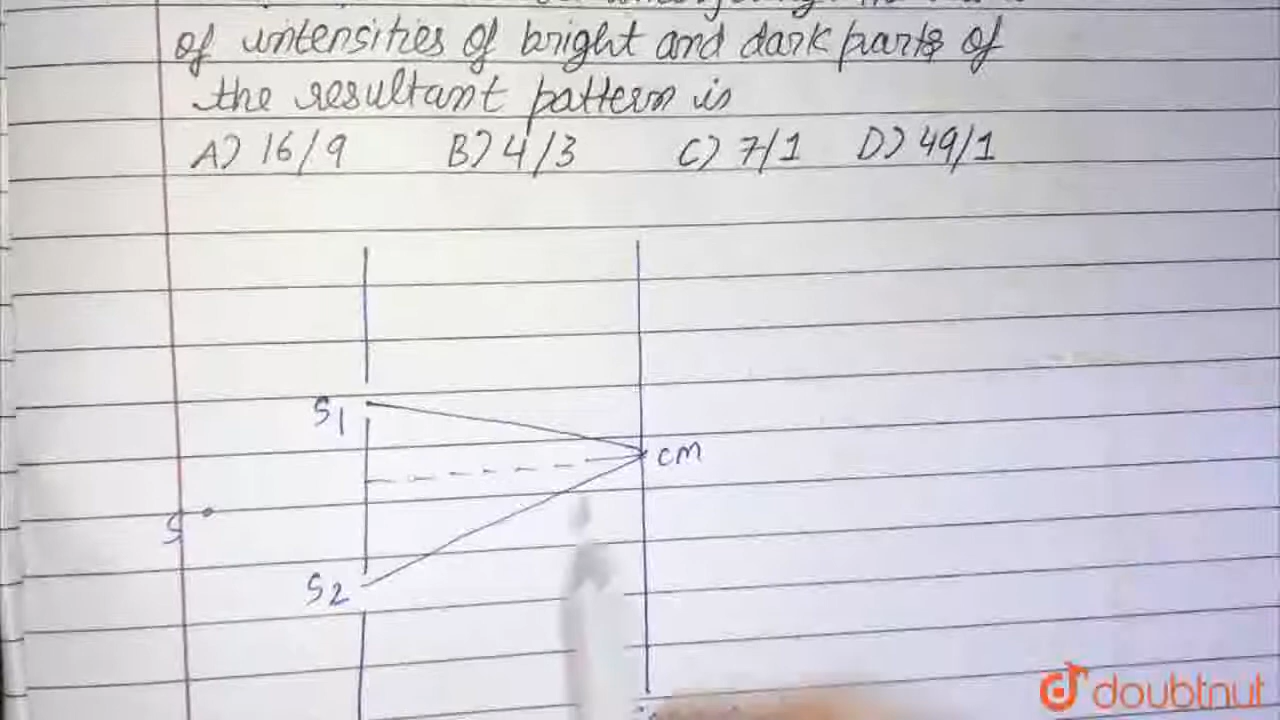 of intensities of bright and dark parts of
the resultant pattern is
A) 16/9 B) 4/3 C) 7/1 D) 49/1
S1
CM
S
S2
doubtnut